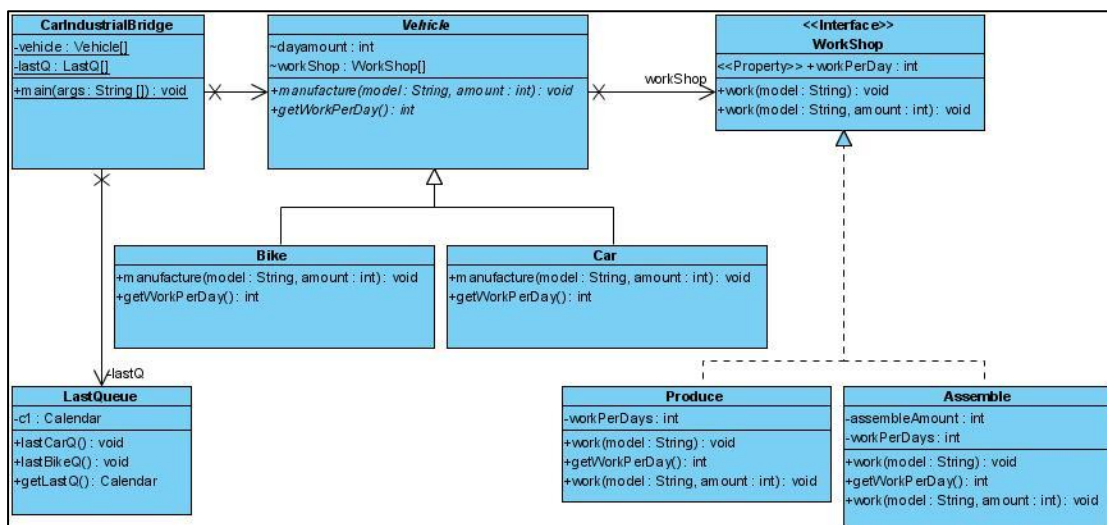 CarIndustrialBridge
-vehicle : Vehicle[]
-lastQ : LastQ[]
+main(args : String []) : void
Vehicle
~dayamount : int
~workShop : WorkShop[]
+manufacture(model : String, amount : int) : void
+getWorkPerDay() : int
workShop
<<Interface>>
WorkShop
<<Property>> +workPerDay : int
+work(model : String) : void
+work(model : String, amount : int) : void
Bike
+manufacture(model : String, amount : int) : void
+getWorkPerDay() : int
Car
+manufacture(model : String, amount : int) : void
+getWorkPerDay() : int
-lastQ
LastQueue
-c1 : Calendar
+lastCarQ() : void
+lastBikeQ() : void
+getLastQ() : Calendar
Produce
-workPerDays : int
+work(model : String) : void
+getWorkPerDay() : int
+work(model : String, amount : int) : void
Assemble
-assembleAmount : int
-workPerDays : int
+work(model : String) : void
+getWorkPerDay() : int
+work(model : String, amount : int) : void